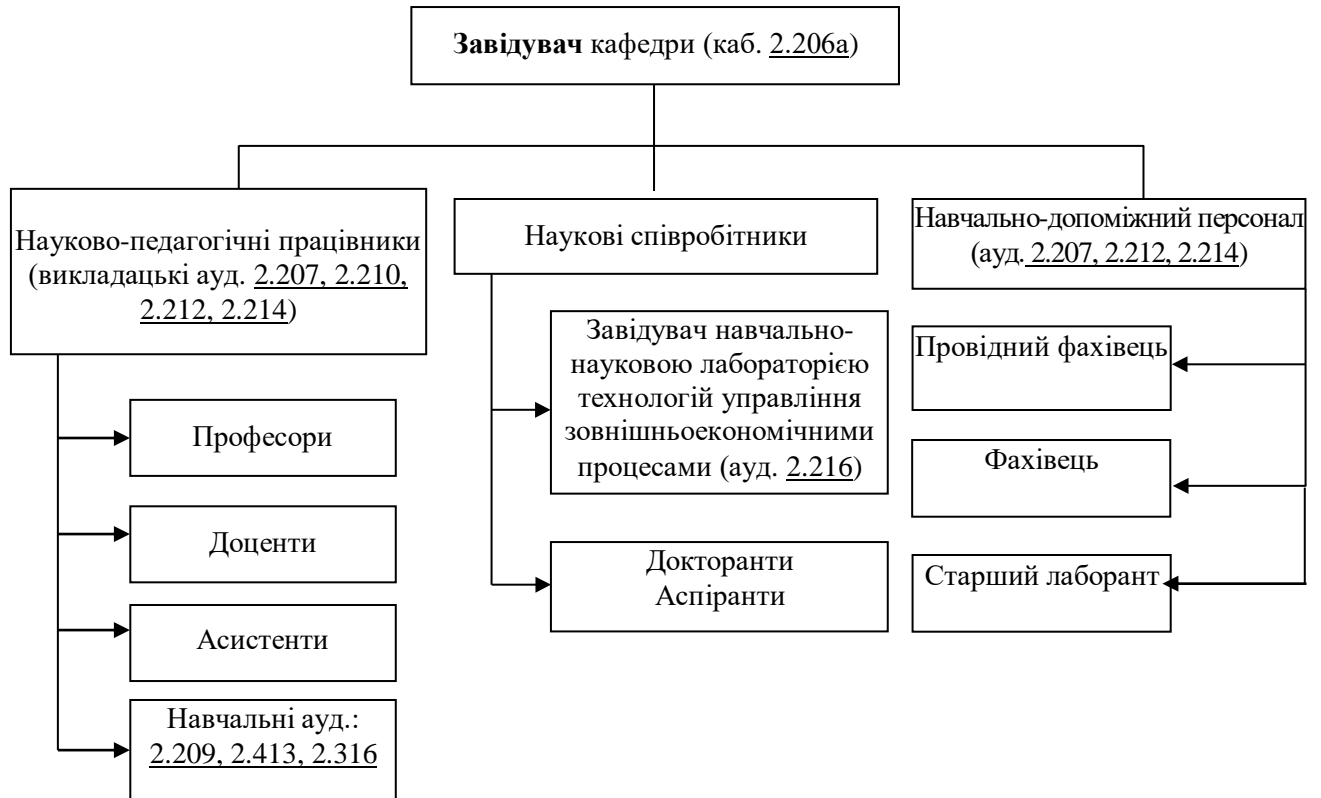 Завідувач кафедри (каб. 2.206а)
Науково-педагогічні працівники
(викладацькі ауд. 2.207, 2.210,
2.212, 2.214)
Професори
Доценти
Асистенти
Навчальні ауд.:
2.209, 2.413, 2.316
Наукові співробітники
Завідувач навчально-
науковою лабораторією
технологій управління
зовнішньоекономічними
процесами (ауд. 2.216)
Докторанти
Аспіранти
Навчально-допоміжний персонал
(ауд. 2.207, 2.212, 2.214)
Провідний фахівець
Фахівець
Старший лаборант